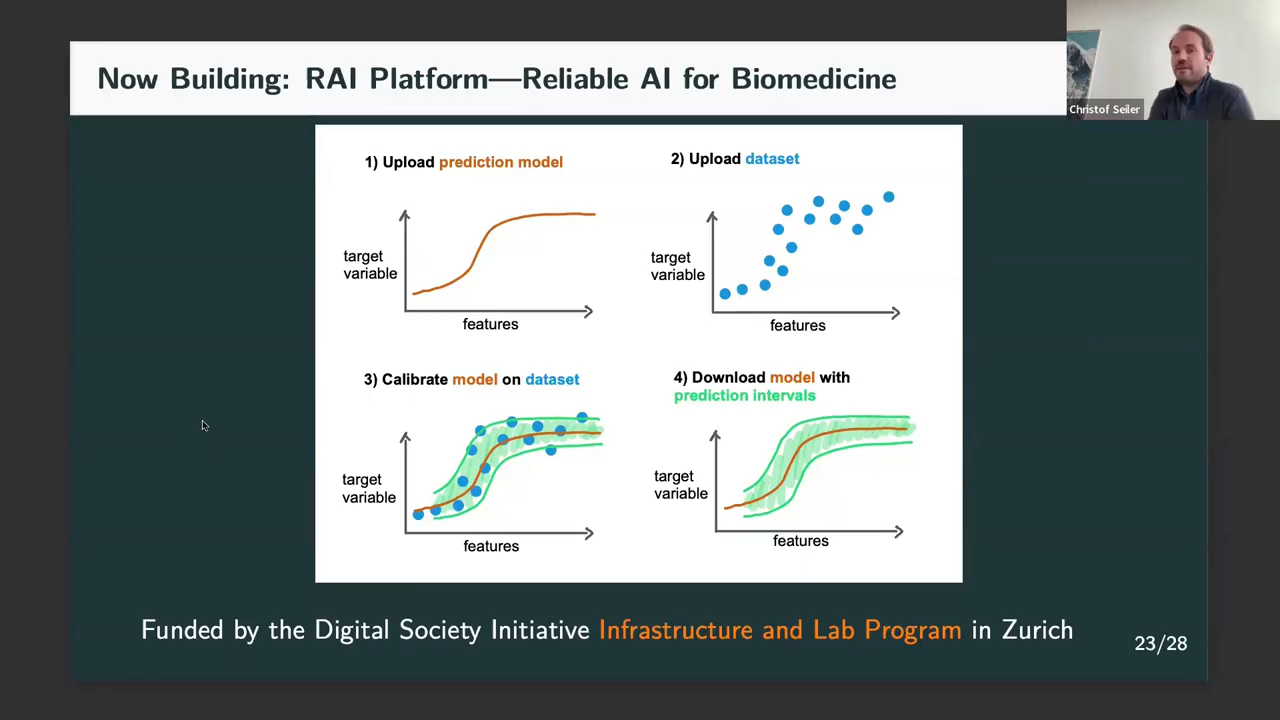 Now Building: RAI Platform—Reliable AI for Biomedicine
Christof Seiler
1) Upload prediction model
target
variable
features
2) Upload dataset
target
variable
features
3) Calibrate model on dataset
target
variable
features
4) Download model with
prediction intervals
target
variable
features
Funded by the Digital Society Initiative Infrastructure and Lab Program in Zurich
23/28